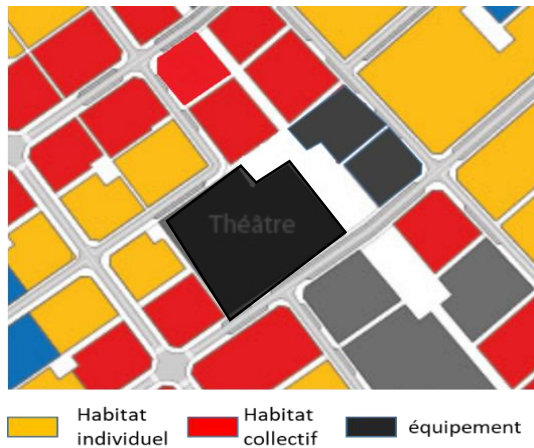 Théâtre
Habitat
individuel
Habitat
collectif
équipement